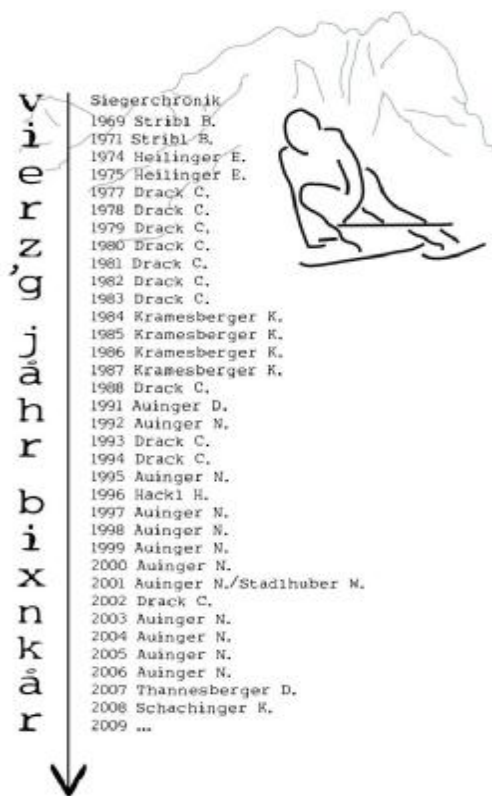 vierz'g jåhr bixnkår
Siegerchronik
1969 Stribl B.
1971 Stribl B.
1974 Heilinger E.
1975 Heilinger E.
1977 Drack C.
1978 Drack C.
1979 Drack C.
1980 Drack C.
1981 Drack C.
1982 Drack C.
1983 Drack C.
1984 Kramesberger K.
1985 Kramesberger K.
1986 Kramesberger K.
1987 Kramesberger K.
1988 Drack C.
1991 Auinger D.
1992 Auinger N.
1993 Drack C.
1994 Drack C.
1995 Auinger N.
1996 Hackl H.
1997 Auinger N.
1998 Auinger N.
1999 Auinger N.
2000 Auinger N.
2001 Auinger N./Stadlhuber W.
2002 Drack C.
2003 Auinger N.
2004 Auinger N.
2005 Auinger N.
2006 Auinger N.
2007 Thannesberger D.
2008 Schachinger K.
2009 ...